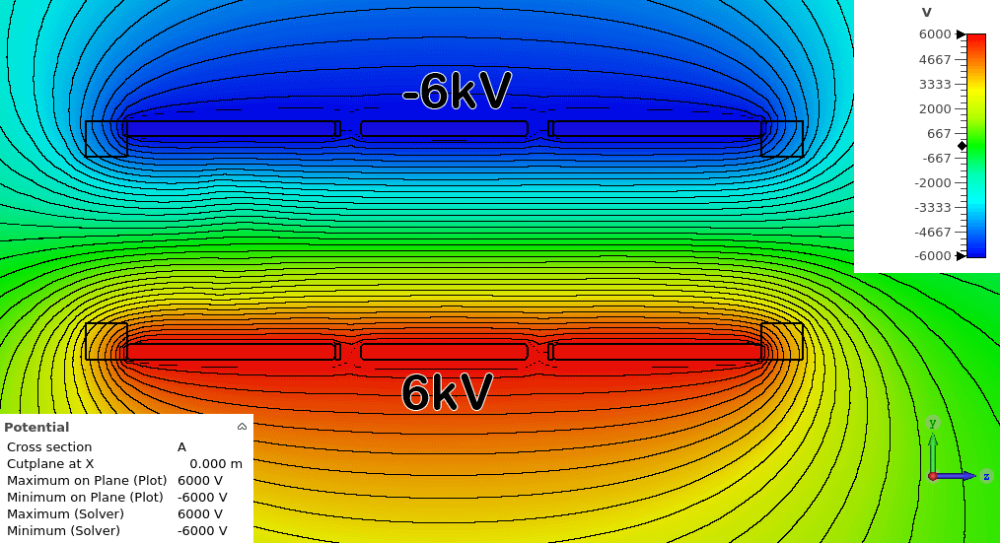 V
6000
4667
3333
2000
667
-667
-2000
-3333
-4667
-6000
-6kV
6kV
Potential
Cross section A
Cutplane at X 0.000 m
Maximum on Plane (Plot) 6000 V
Minimum on Plane (Plot) -6000 V
Maximum (Solver) 6000 V
Minimum (Solver) -6000 V
y
z